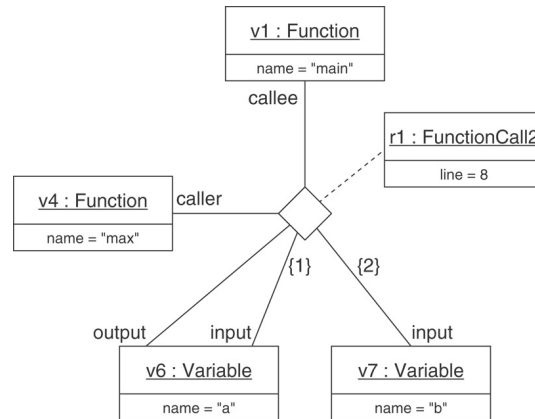 v1 : Function
name = "main"
callee
r1 : FunctionCall2
line = 8
v4 : Function
name = "max"
caller
{1}
{2}
output
input
input
v6 : Variable
name = "a"
v7 : Variable
name = "b"